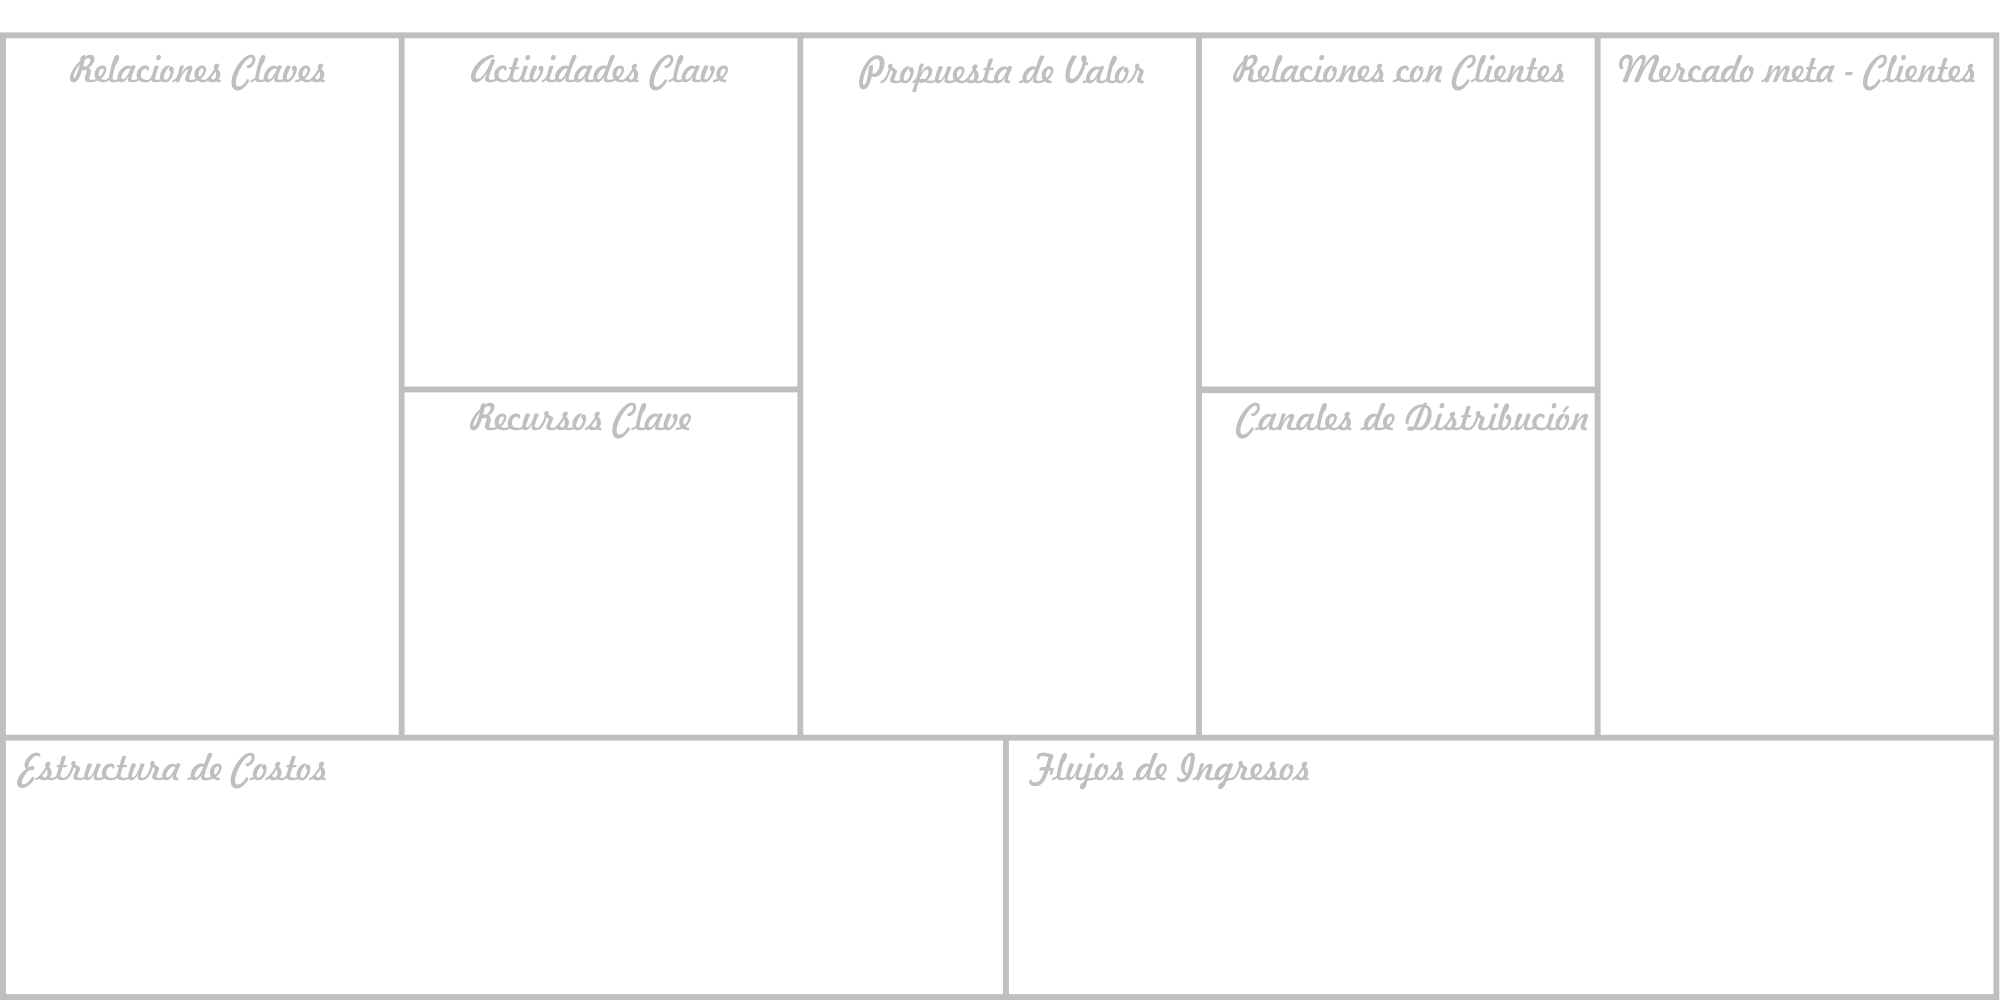 Relaciones Claves
Actividades Clave
Propuesta de Valor
Relaciones con Clientes
Mercado meta - Clientes
Recursos Clave
Canales de Distribución
Estructura de Costos
Flujos de Ingresos